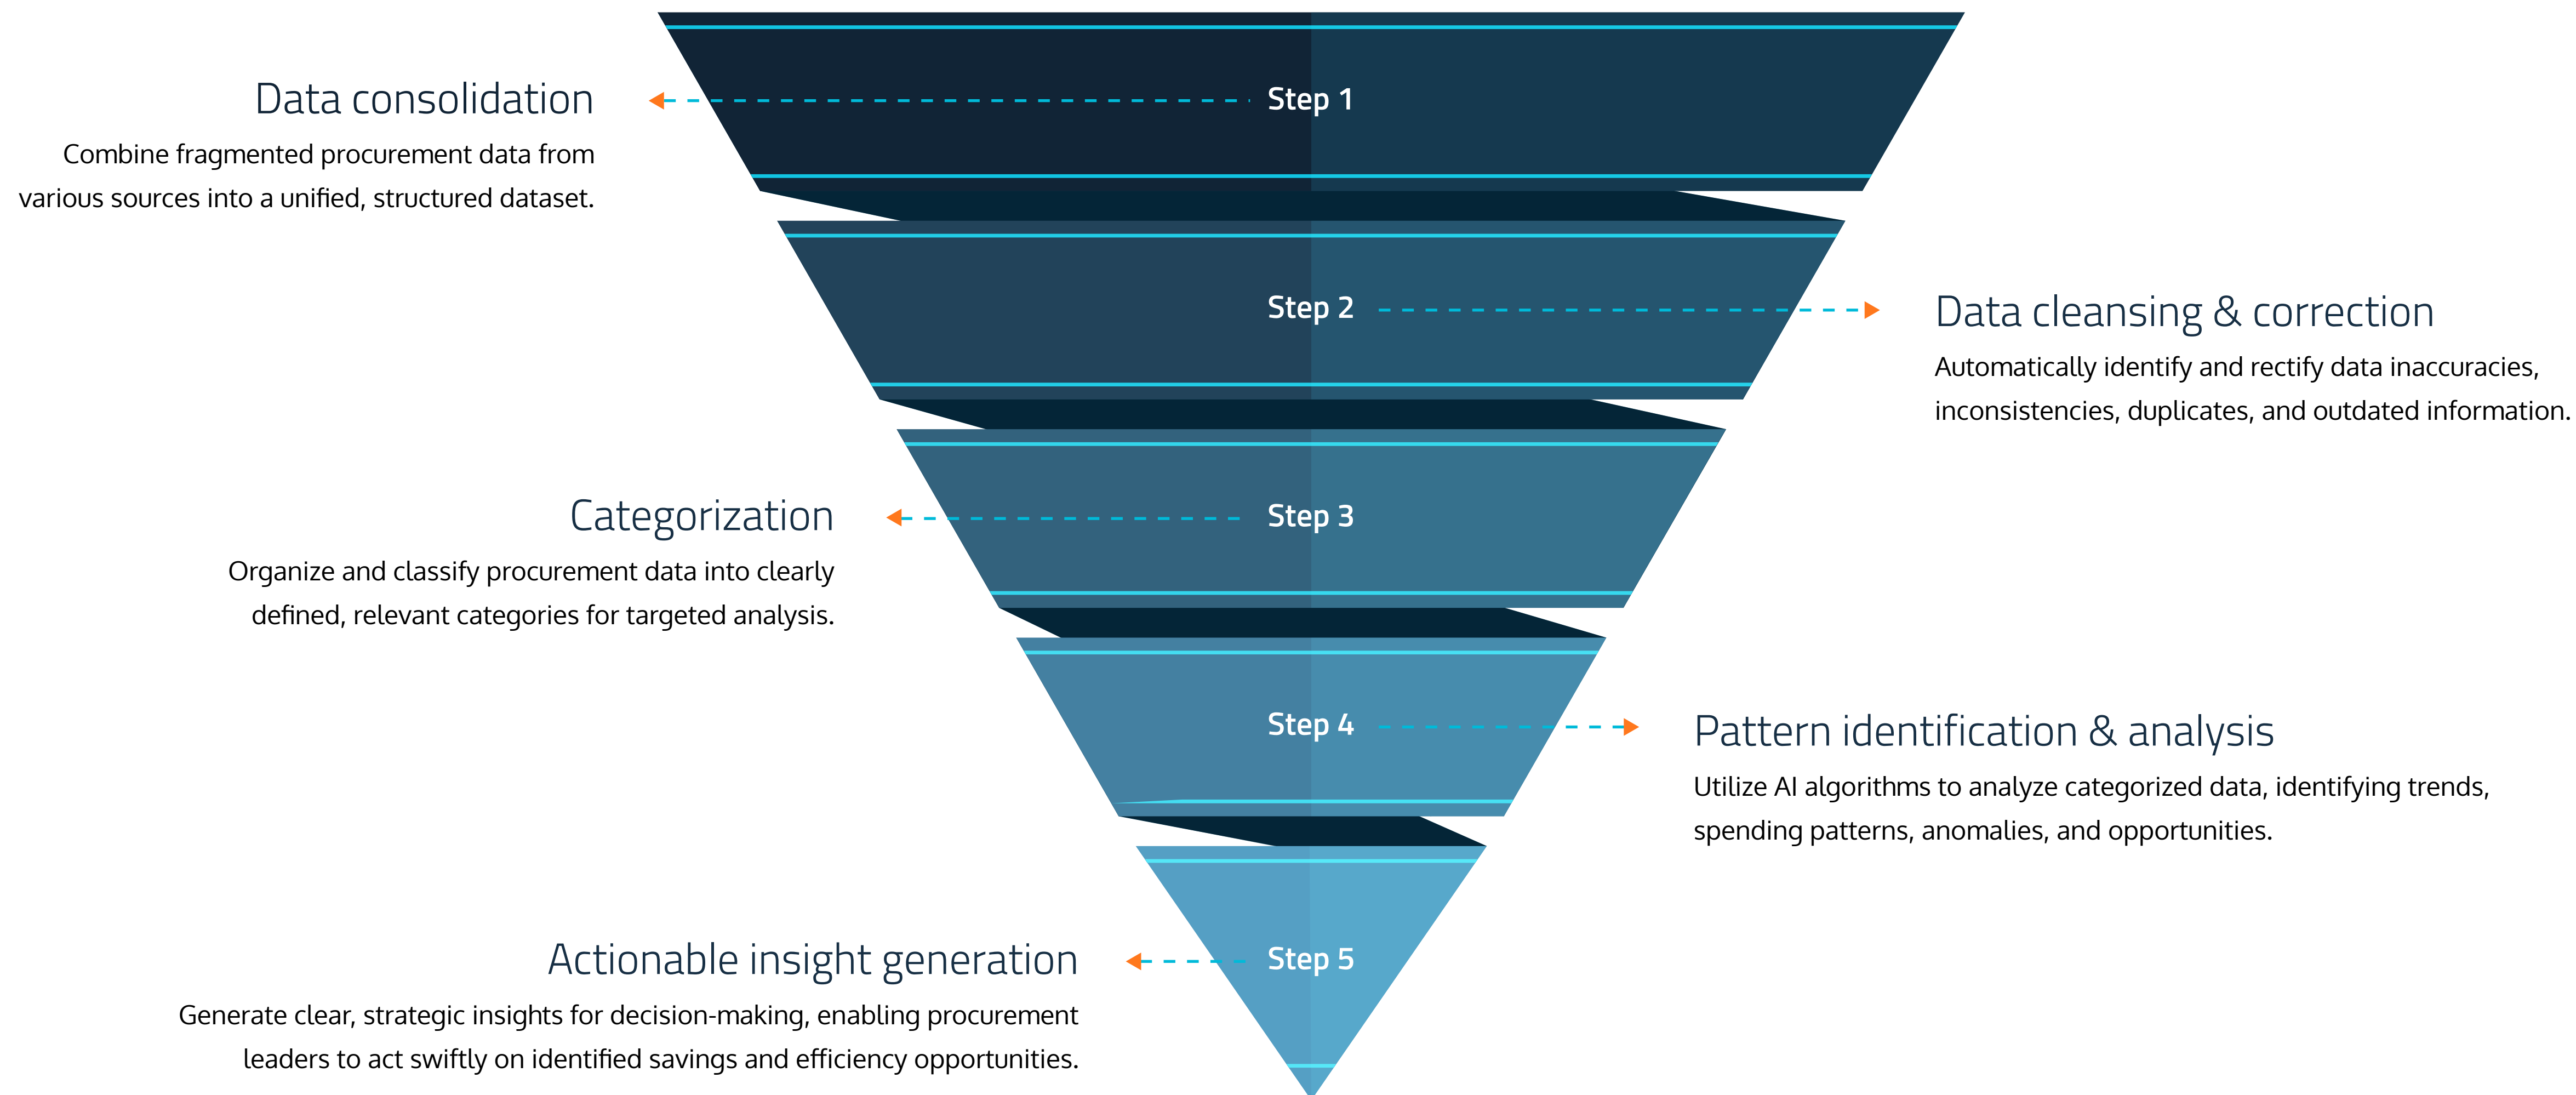 Step 1
Data consolidation
Combine fragmented procurement data from
various sources into a unified, structured dataset.
Step 2
Data cleansing & correction
Automatically identify and rectify data inaccuracies,
inconsistencies, duplicates, and outdated information.
Step 3
Categorization
Organize and classify procurement data into clearly
defined, relevant categories for targeted analysis.
Step 4
Pattern identification & analysis
Utilize AI algorithms to analyze categorized data, identifying trends,
spending patterns, anomalies, and opportunities.
Step 5
Actionable insight generation
Generate clear, strategic insights for decision-making, enabling procurement
leaders to act swiftly on identified savings and efficiency opportunities.